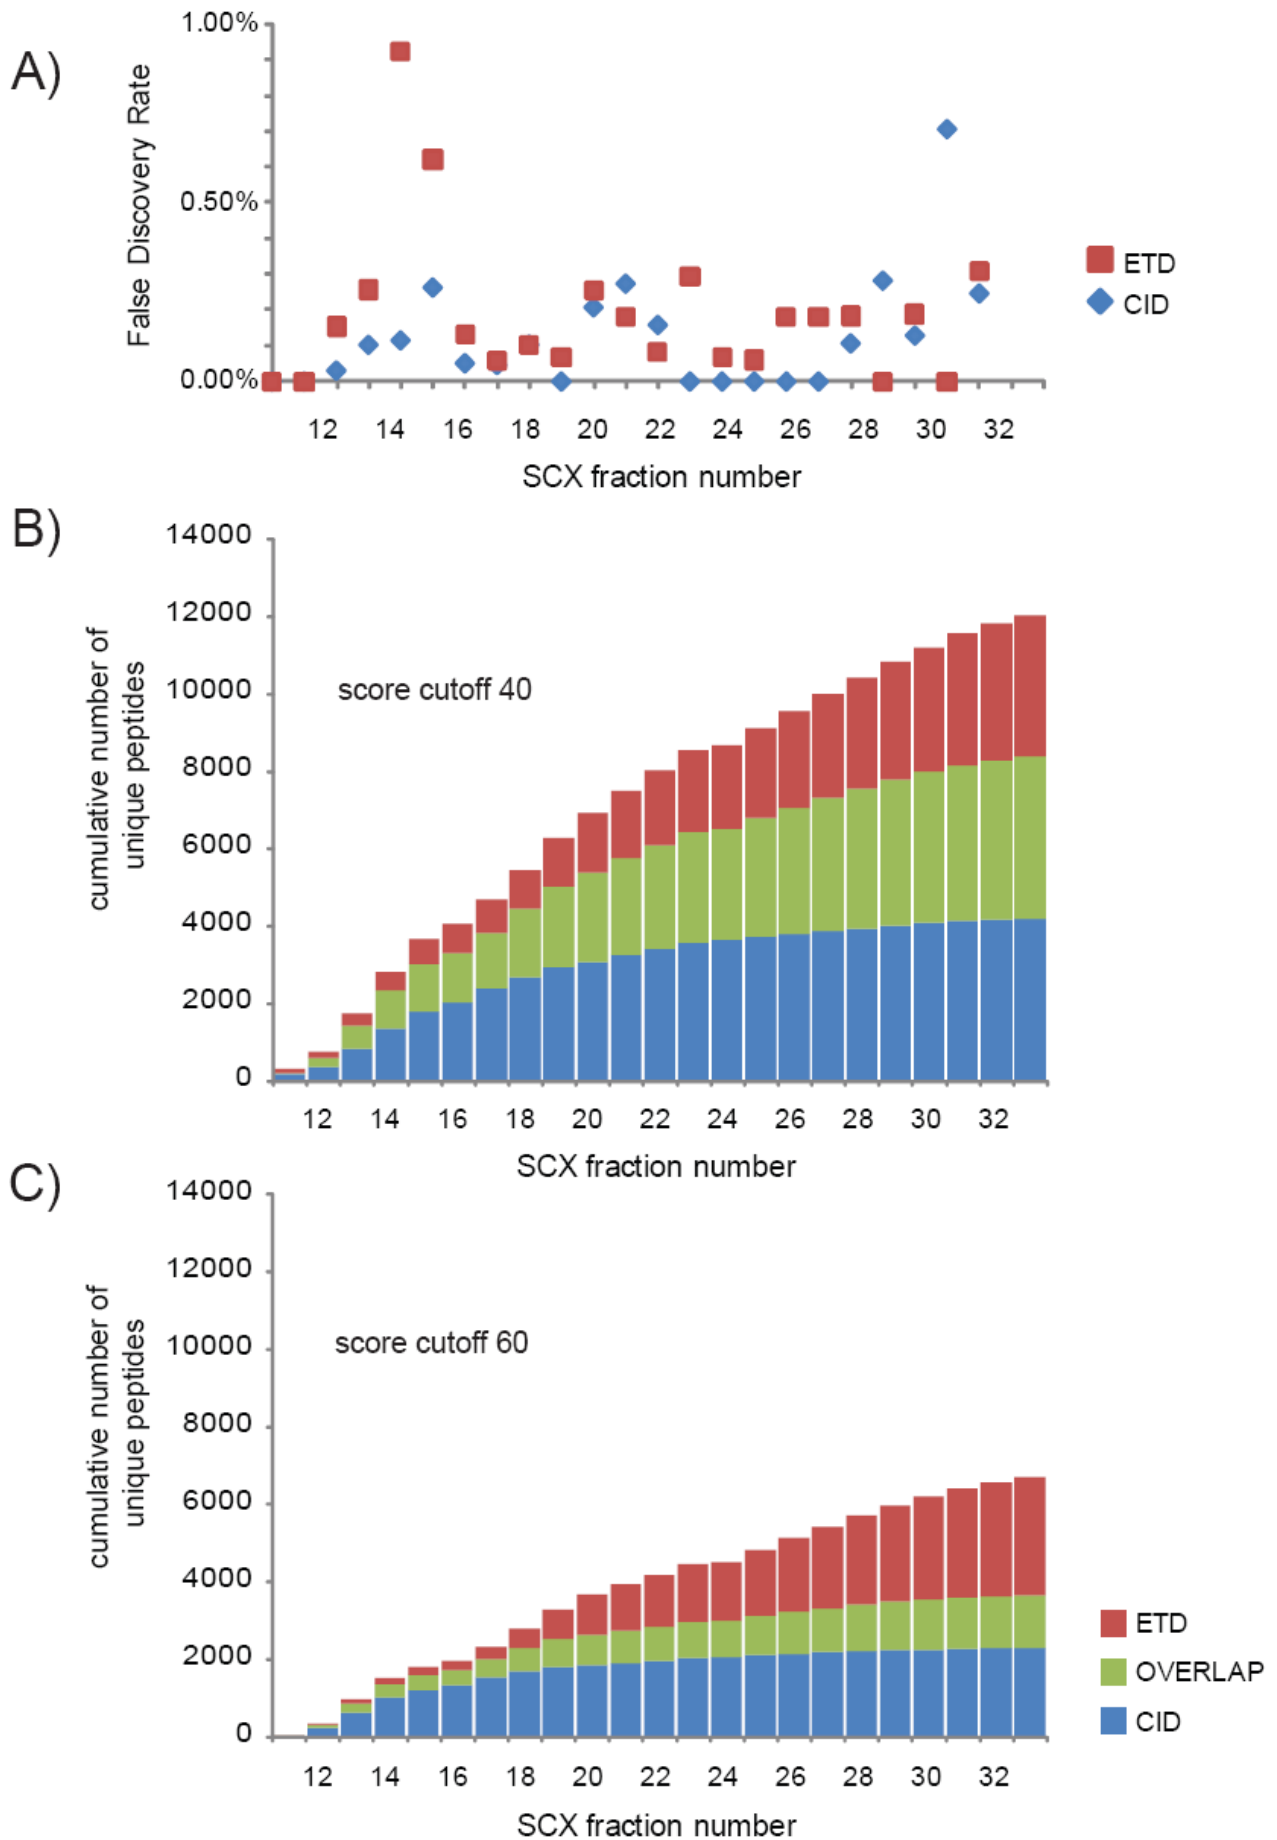 A)
False Discovery Rate
1.00%
0.50%
0.00%
12 14 16 18 20 22 24 26 28 30 32
SCX fraction number
ETD
CID
B)
cumulative number of
unique peptides
14000
12000
10000
8000
6000
4000
2000
0
score cutoff 40
12 14 16 18 20 22 24 26 28 30 32
SCX fraction number
C)
cumulative number of
unique peptides
14000
12000
10000
8000
6000
4000
2000
0
score cutoff 60
12 14 16 18 20 22 24 26 28 30 32
SCX fraction number
ETD
OVERLAP
CID